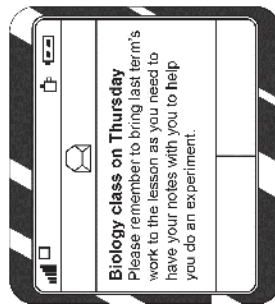 Biology class on Thursday
Please remember to bring last term's
work to the lesson as you need to
have your notes with you to help
you do an experiment.